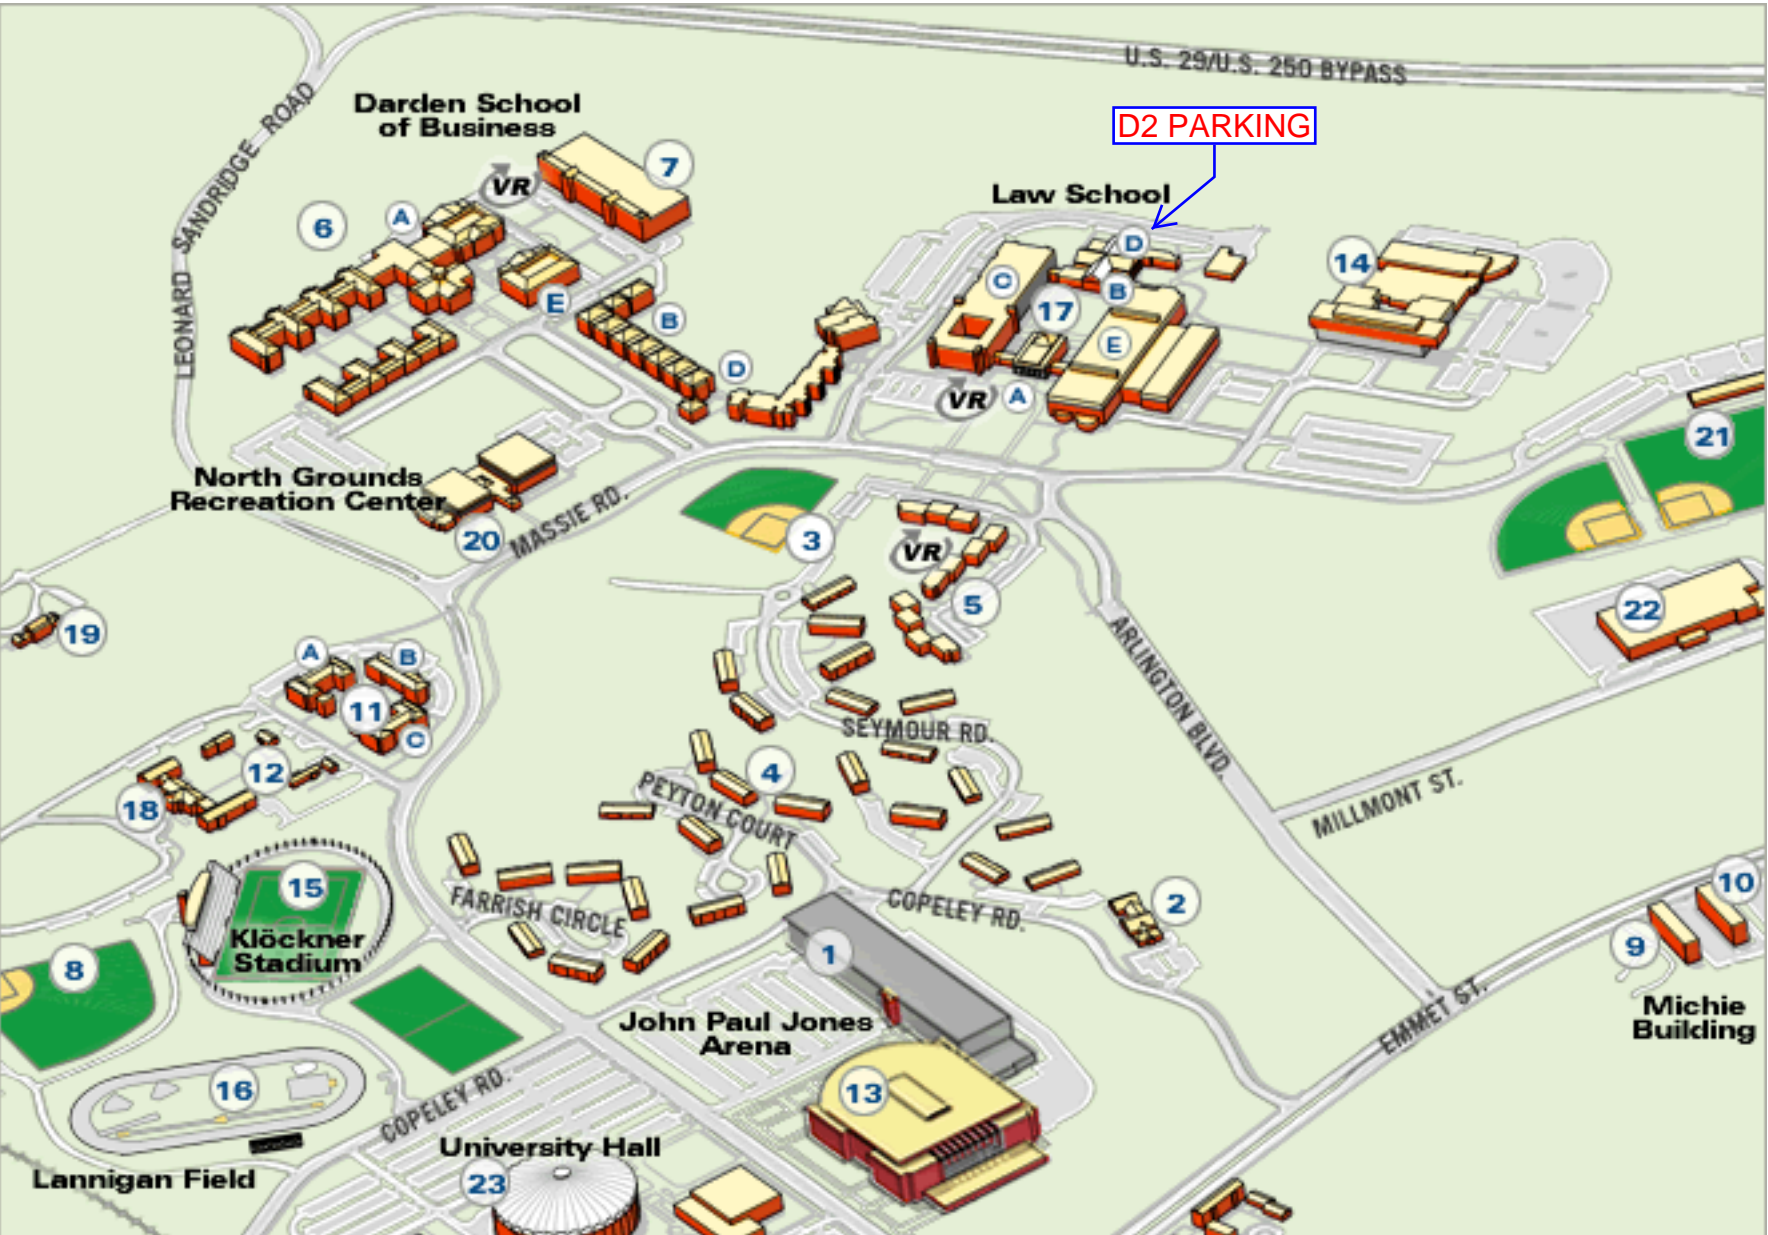 U.S. 29/U.S. 250 BYPASS
LEONARD SANDRIDGE ROAD
Darden School
of Business
D2 PARKING
Law School
7
VR
6
A
E
B
D
D
C
B
17
E
A
VR
14
21
North Grounds
Recreation Center
20
MASSIE RD.
3
VR
5
22
19
A
B
11
C
ARLINGTON BLVD.
SEYMOUR RD.
12
18
4
PEYTON COURT
MILLMONT ST.
15
Klöckner
Stadium
FARRISH CIRCLE
COPELEY RD.
2
10
9
8
1
EMMET ST.
Michie
Building
John Paul Jones
Arena
16
13
COPELEY RD.
University Hall
23
Lannigan Field